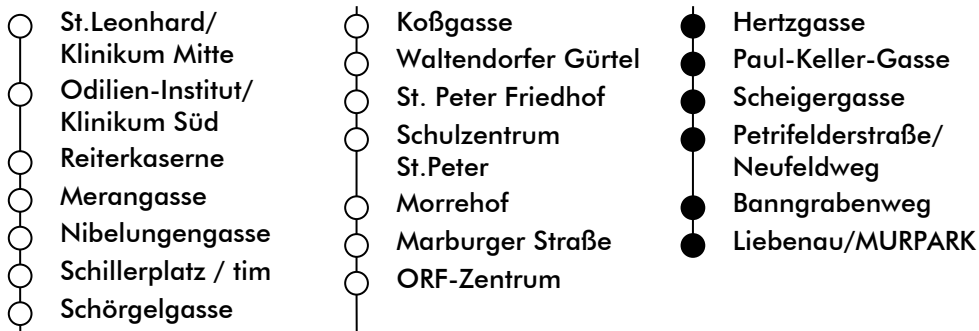 St.Leonhard/
Klinikum Mitte
Odilien-Institut/
Klinikum Süd
Reiterkaserne
Merangasse
Nibelungengasse
Schillerplatz / tim
Schörgelgasse
Koßgasse
Waltendorfer Gürtel
St. Peter Friedhof
Schulzentrum
St.Peter
Morrehof
Marburger Straße
ORF-Zentrum
Hertzgasse
Paul-Keller-Gasse
Scheigergasse
Petrifelderstraße/
Neufeldweg
Banngrabenweg
Liebenau/MURPARK